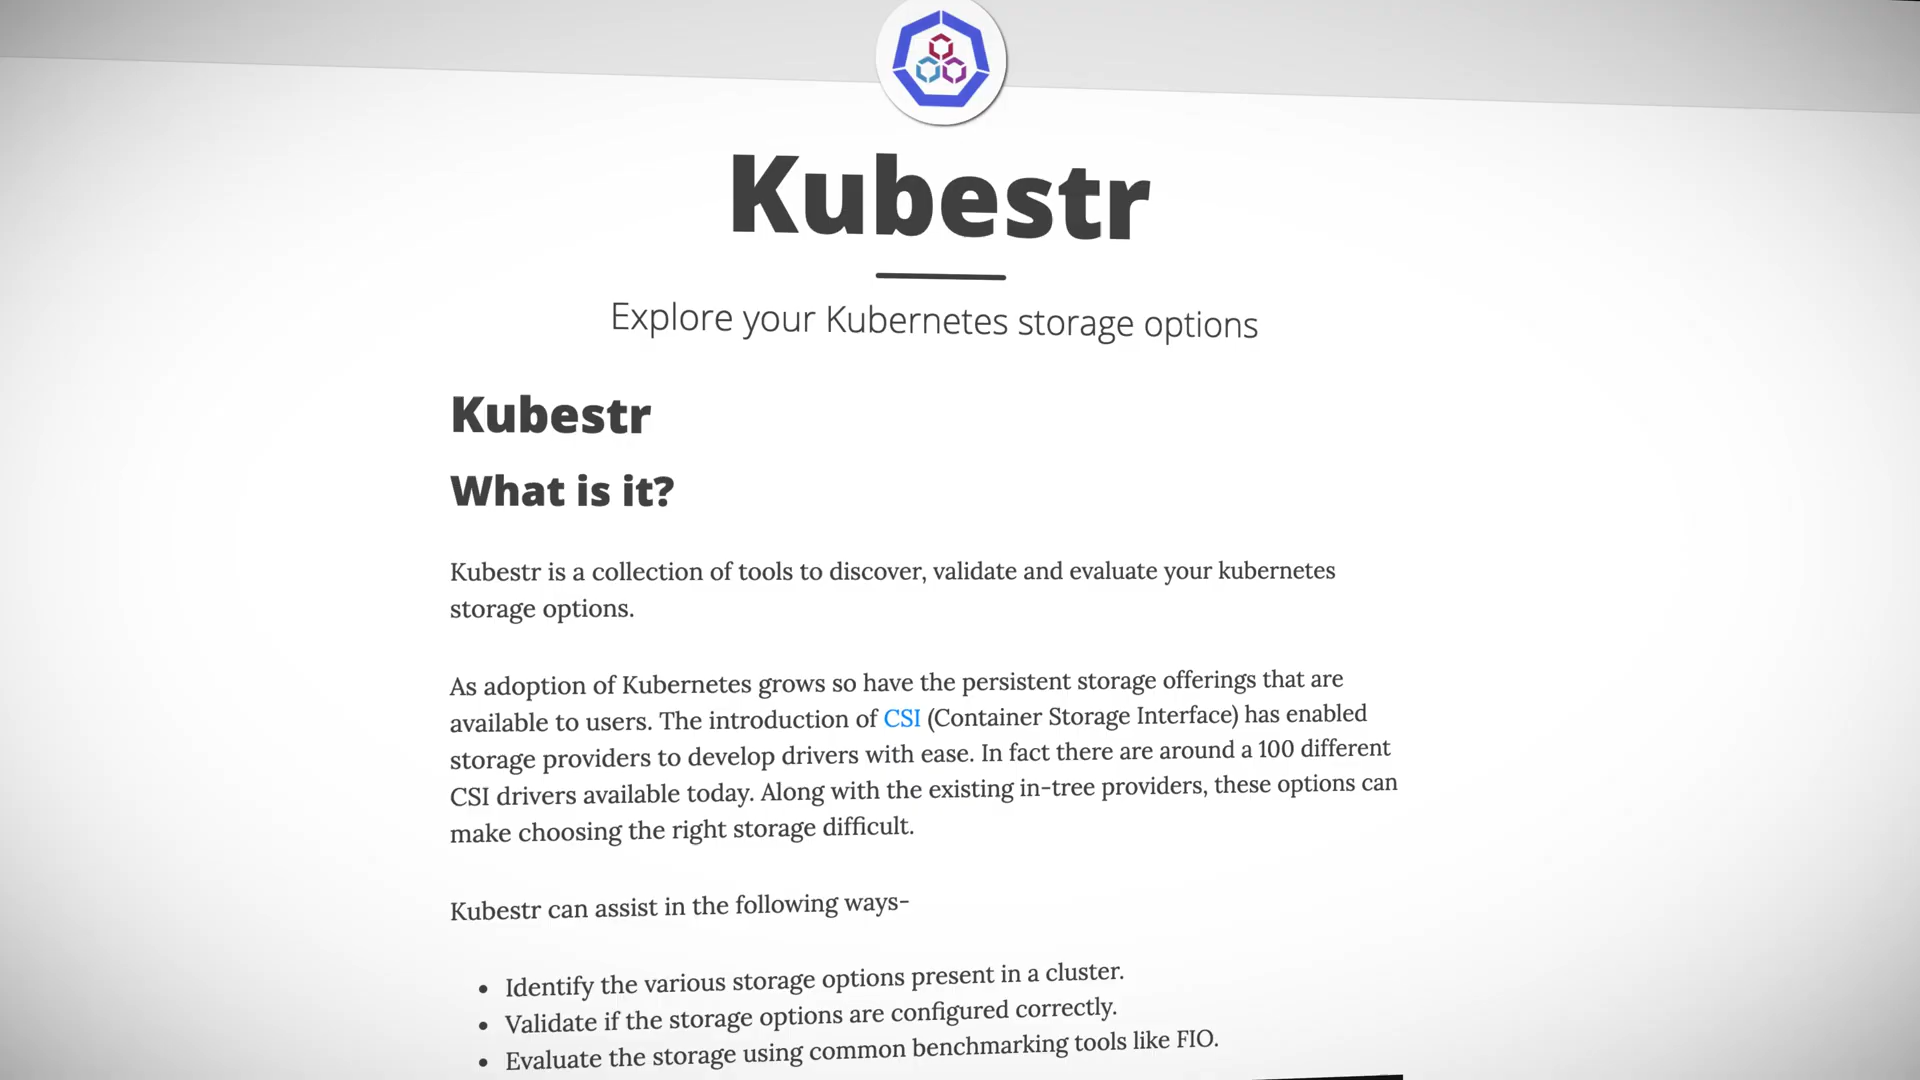 Kubestr
Explore your Kubernetes storage options
Kubestr
What is it?
Kubestr is a collection of tools to discover, validate and evaluate your kubernetes
storage options.
As adoption of Kubernetes grows so have the persistent storage offerings that are
available to users. The introduction of CSI (Container Storage Interface) has enabled
storage providers to develop drivers with ease. In fact there are around a 100 different
CSI drivers available today. Along with the existing in-tree providers, these options can
make choosing the right storage difficult.
Kubestr can assist in the following ways-
• Identify the various storage options present in a cluster.
• Validate if the storage options are configured correctly.
• Evaluate the storage using common benchmarking tools like FIO.